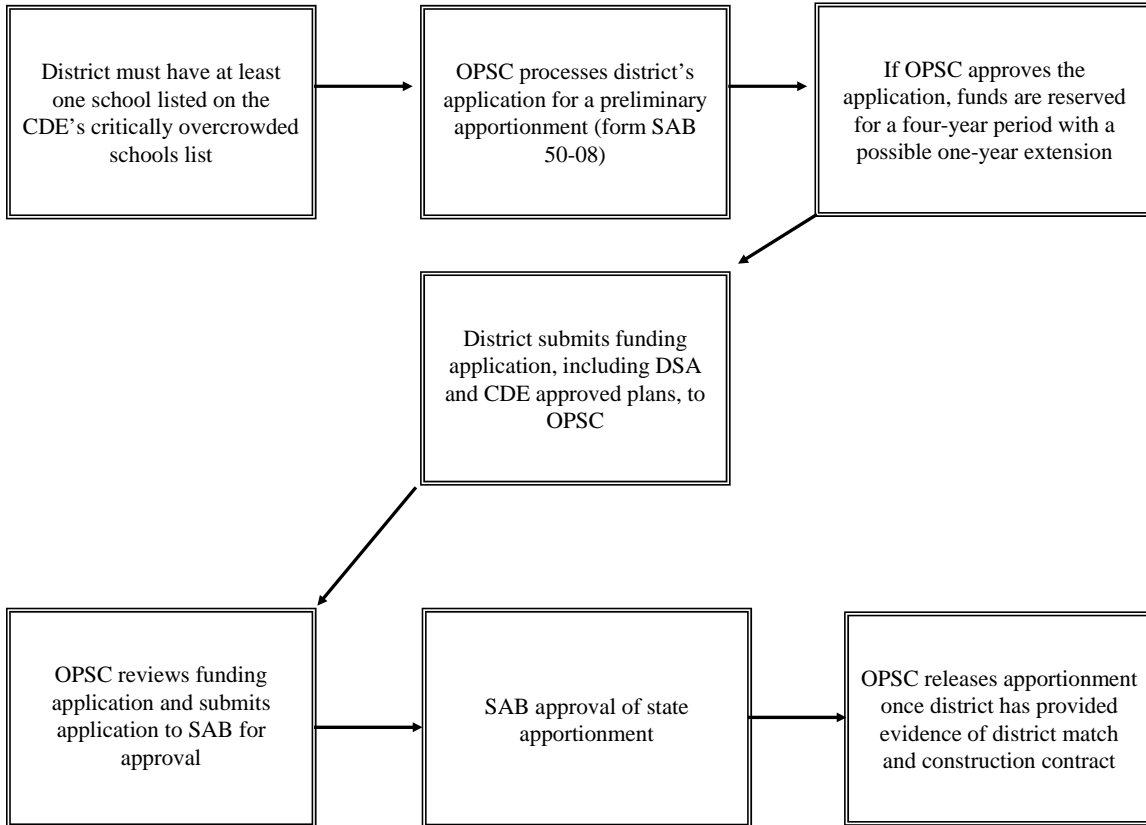 District must have at least
one school listed on the
CDE's critically overcrowded
schools list
OPSC processes district's
application for a preliminary
apportionment (form SAB
50-08)
If OPSC approves the
application, funds are reserved
for a four-year period with a
possible one-year extension
District submits funding
application, including DSA
and CDE approved plans, to
OPSC
OPSC reviews funding
application and submits
application to SAB for
approval
SAB approval of state
apportionment
OPSC releases apportionment
once district has provided
evidence of district match
and construction contract